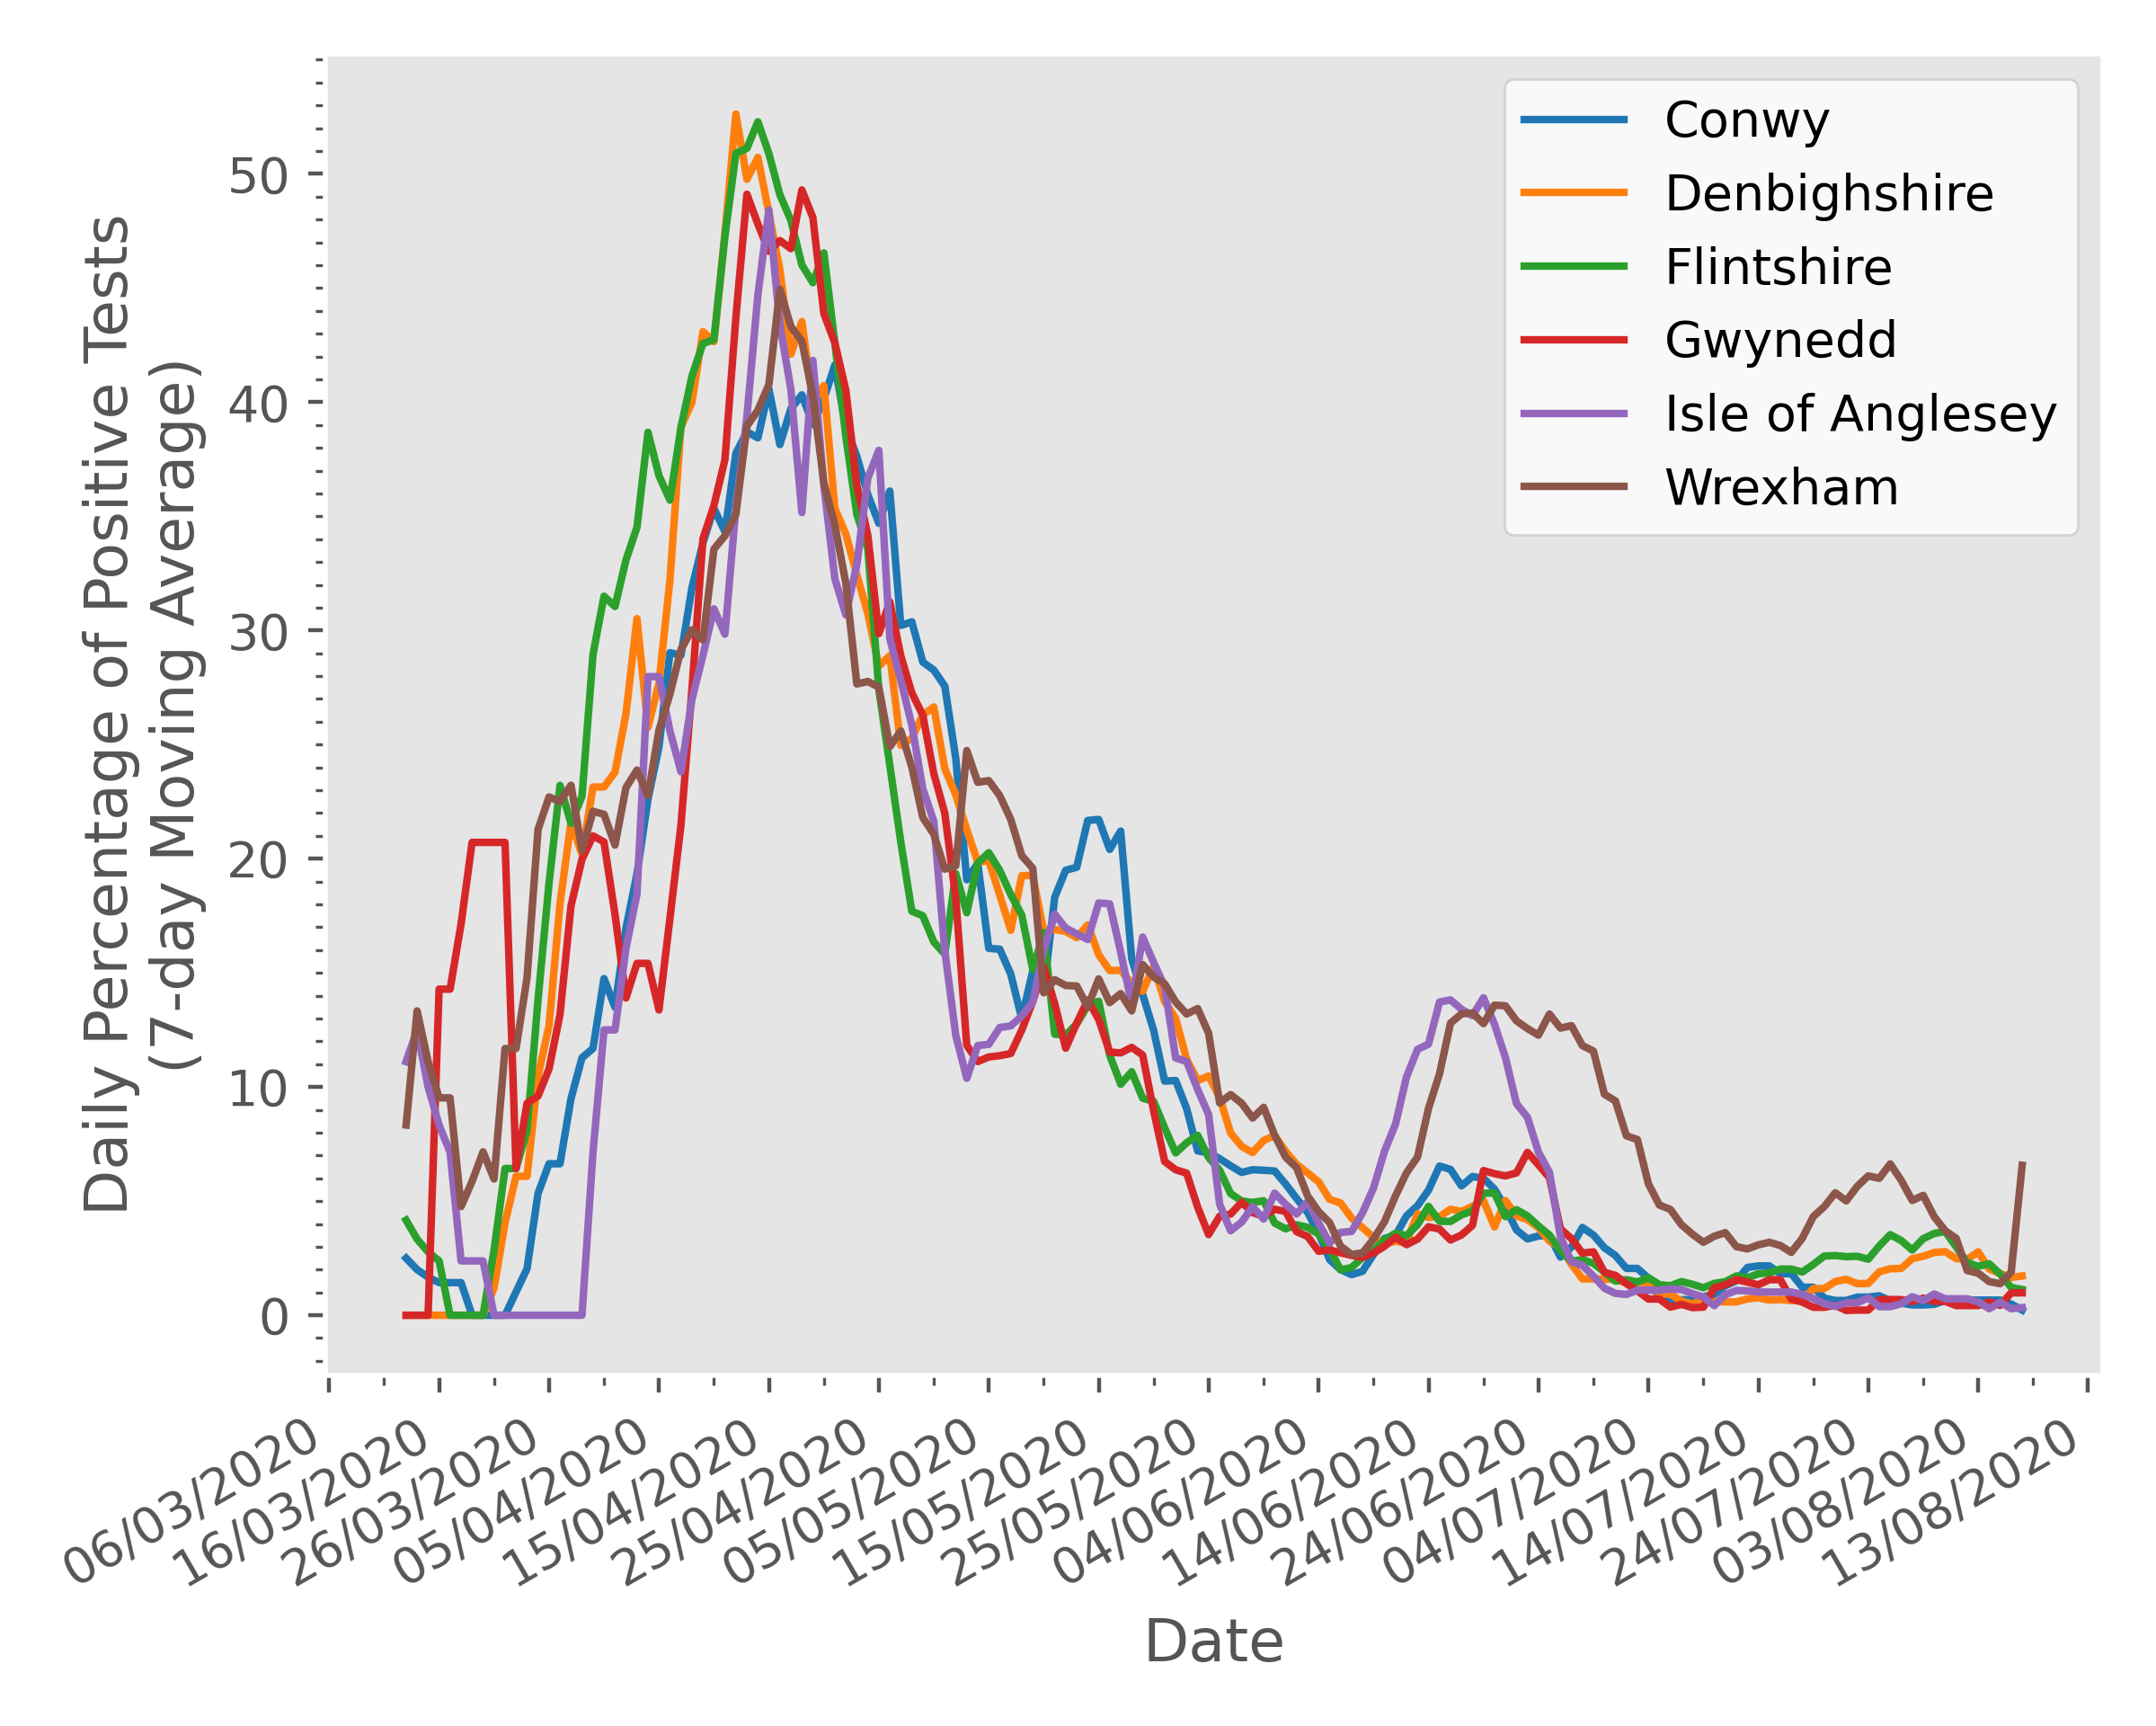 Daily Percentage of Positive Tests
(7-day Moving Average)
50
40
30
20
10
0
Conwy
Denbighshire
Flintshire
Gwynedd
Isle of Anglesey
Wrexham
06/03/2020
16/03/2020
26/03/2020
05/04/2020
15/04/2020
25/04/2020
05/05/2020
15/05/2020
25/05/2020
04/06/2020
14/06/2020
24/06/2020
04/07/2020
14/07/2020
24/07/2020
03/08/2020
13/08/2020
Date